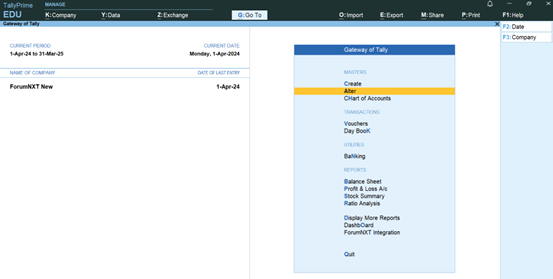 TallyPrime MANAGE
EDU K:Company Y:Data Z:Exchange G:Go To O:Import E:Export M:Share P:Print F1:Help
Gateway of Tally
F2: Date
F3: Company
CURRENT PERIOD CURRENT DATE
1-Apr-24 to 31-Mar-25 Monday, 1-Apr-2024
NAME OF COMPANY DATE OF LAST ENTRY
ForumNXT New 1-Apr-24
Gateway of Tally
MASTERS
Create
Alter
CHart of Accounts
TRANSACTIONS
Vouchers
Day BooK
UTILITIES
BaNking
REPORTS
Balance Sheet
Profit & Loss A/c
Stock Summary
Ratio Analysis
Display More Reports
DashbOard
ForumNXT Integration
Quit